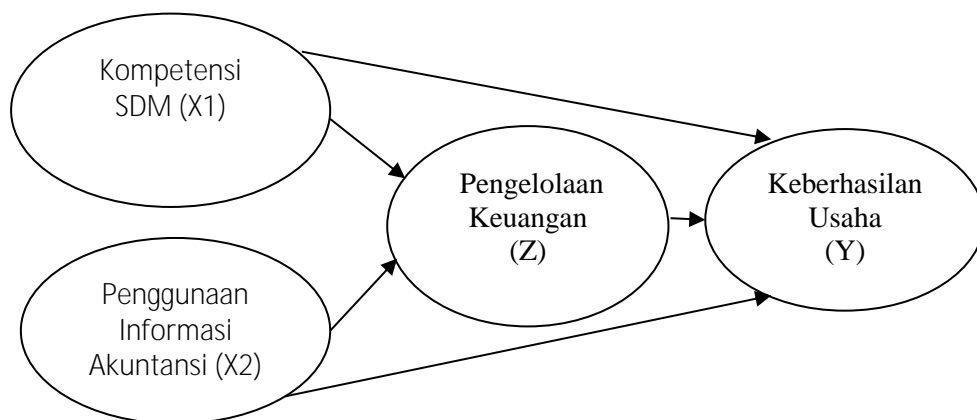 Kompetensi
SDM (X1)
Pengelolaan
Keuangan
(Z)
Keberhasilan
Usaha
(Y)
Penggunaan
Informasi
Akuntansi (X2)